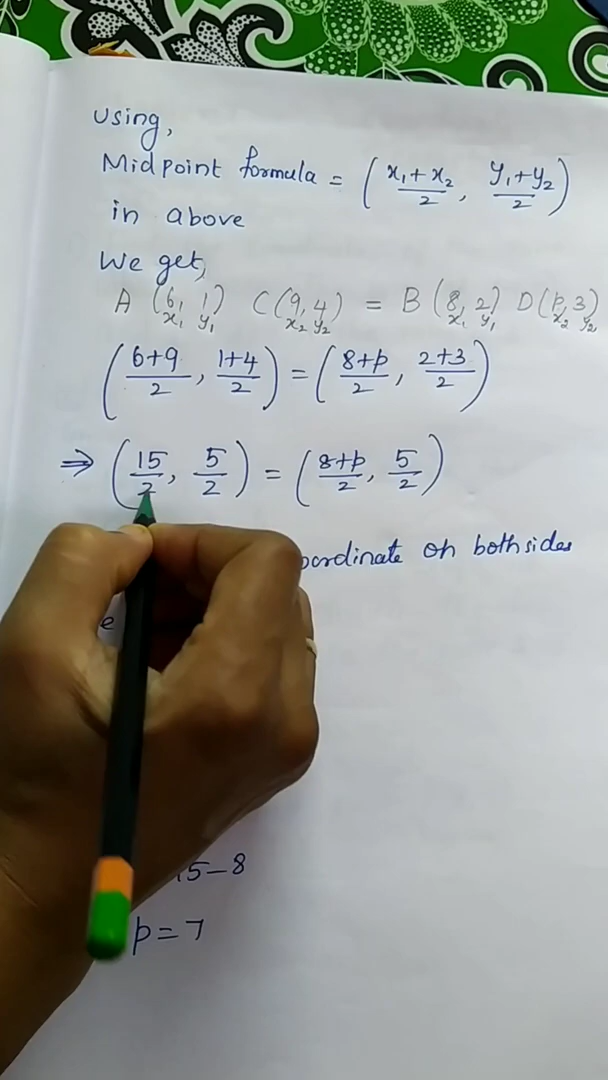 Using,
Midpoint formula = ( x₁+x₂/2, y₁+y₂/2 )
in above
We get,
A (6, 1) C(9, 4) = B (8, 2) D(p, 3)
x₁ y₁ x₂ y₂ x₁ y₁ x₂ y₂
( 6+9/2, 1+4/2 ) = ( 8+p/2, 2+3/2 )
⇒ ( 15/2, 5/2 ) = ( 8+p/2, 5/2 )
on both sides
15-8
p = 7